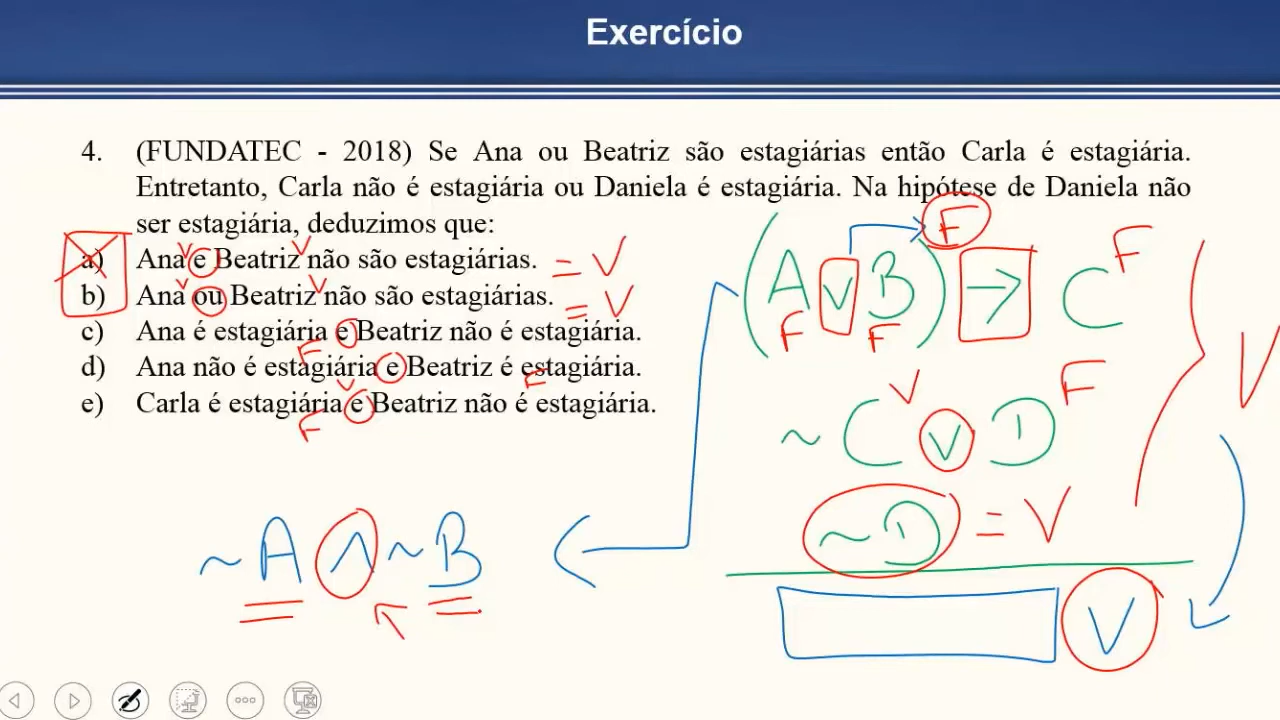 Exercício
4. (FUNDATEC - 2018) Se Ana ou Beatriz são estagiárias então Carla é estagiária.
Entretanto, Carla não é estagiária ou Daniela é estagiária. Na hipótese de Daniela não
ser estagiária, deduzimos que:
a) Ana e Beatriz não são estagiárias. = V
V V
b) Ana ou Beatriz não são estagiárias. = V
V V
c) Ana é estagiária e Beatriz não é estagiária.
F
d) Ana não é estagiária e Beatriz é estagiária.
V F
e) Carla é estagiária e Beatriz não é estagiária.
F
F
(A ∨ B) → C F
F F
V F
~C ∨ D
V
~D = V
V
~A ∧ ~B